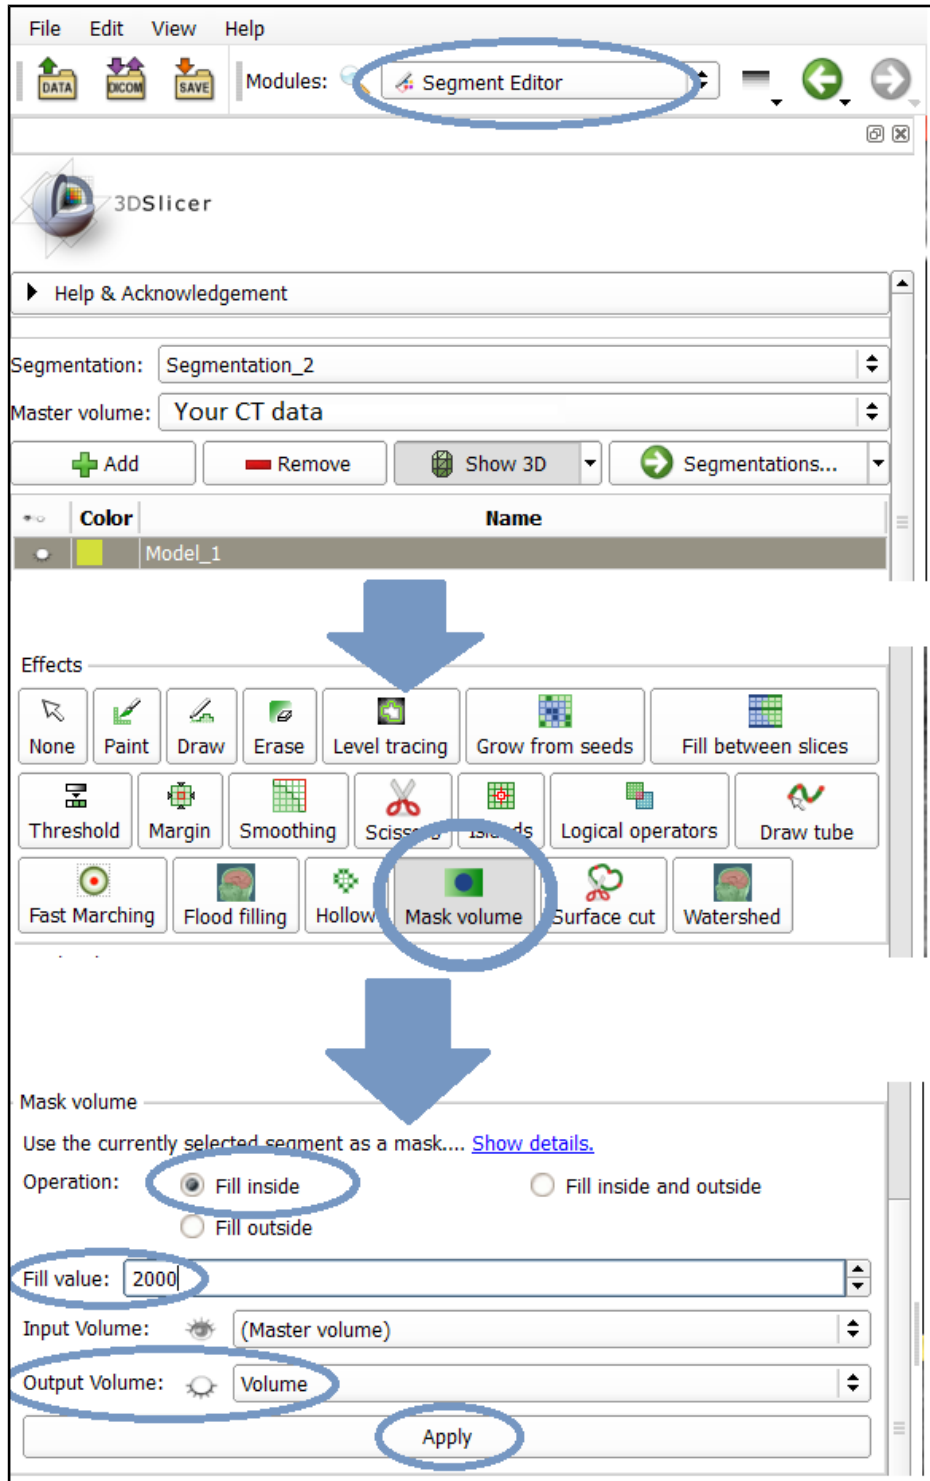 File Edit View Help
DATA DICOM SAVE Modules: Segment Editor
3DSlicer
Help & Acknowledgement
Segmentation: Segmentation_2
Master volume: Your CT data
Add Remove Show 3D Segmentations...
Color Name
Model_1
Effects
None Paint Draw Erase Level tracing Grow from seeds Fill between slices
Threshold Margin Smoothing Scissors Islands Logical operators Draw tube
Fast Marching Flood filling Hollow Mask volume Surface cut Watershed
Mask volume
Use the currently selected segment as a mask.... Show details.
Operation: Fill inside Fill inside and outside
Fill outside
Fill value: 2000
Input Volume: (Master volume)
Output Volume: Volume
Apply